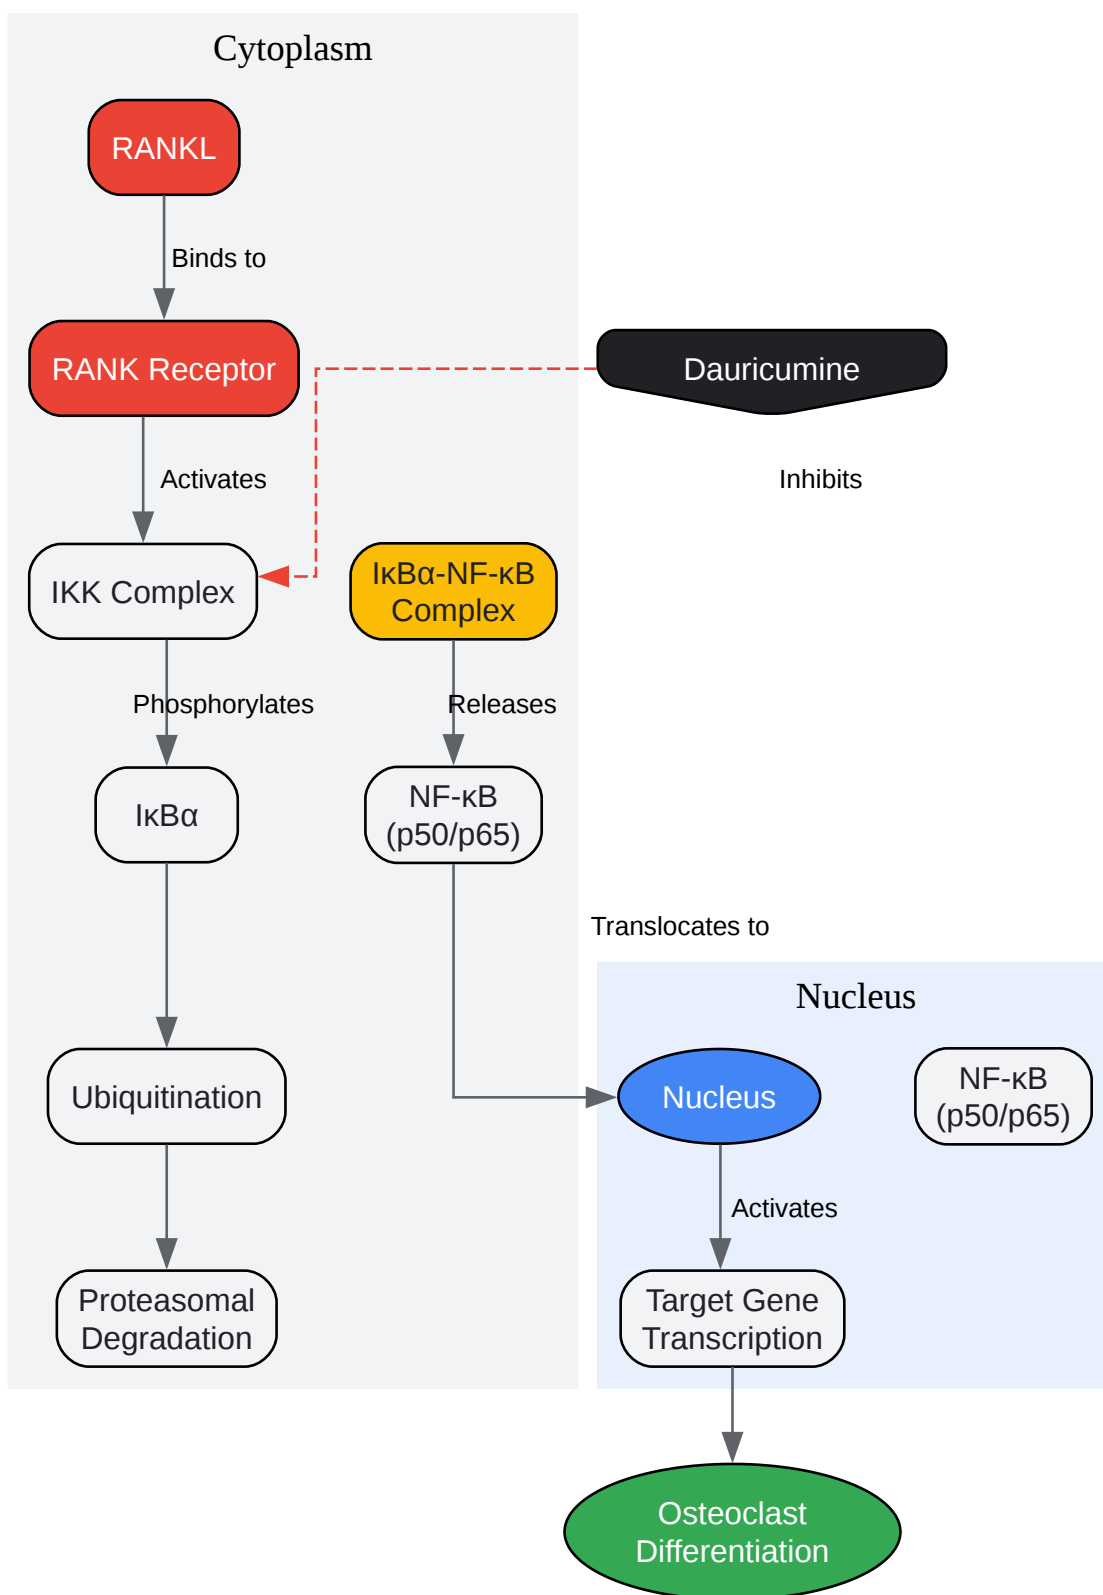 Cytoplasm
RANKL
Binds to
RANK Receptor
Dauricumine
Activates
Inhibits
IKK Complex
IκBα-NF-κB
Complex
Phosphorylates
Releases
IκBα
NF-κB
(p50/p65)
Translocates to
Nucleus
Ubiquitination
Nucleus
NF-κB
(p50/p65)
Activates
Proteasomal
Degradation
Target Gene
Transcription
Osteoclast
Differentiation